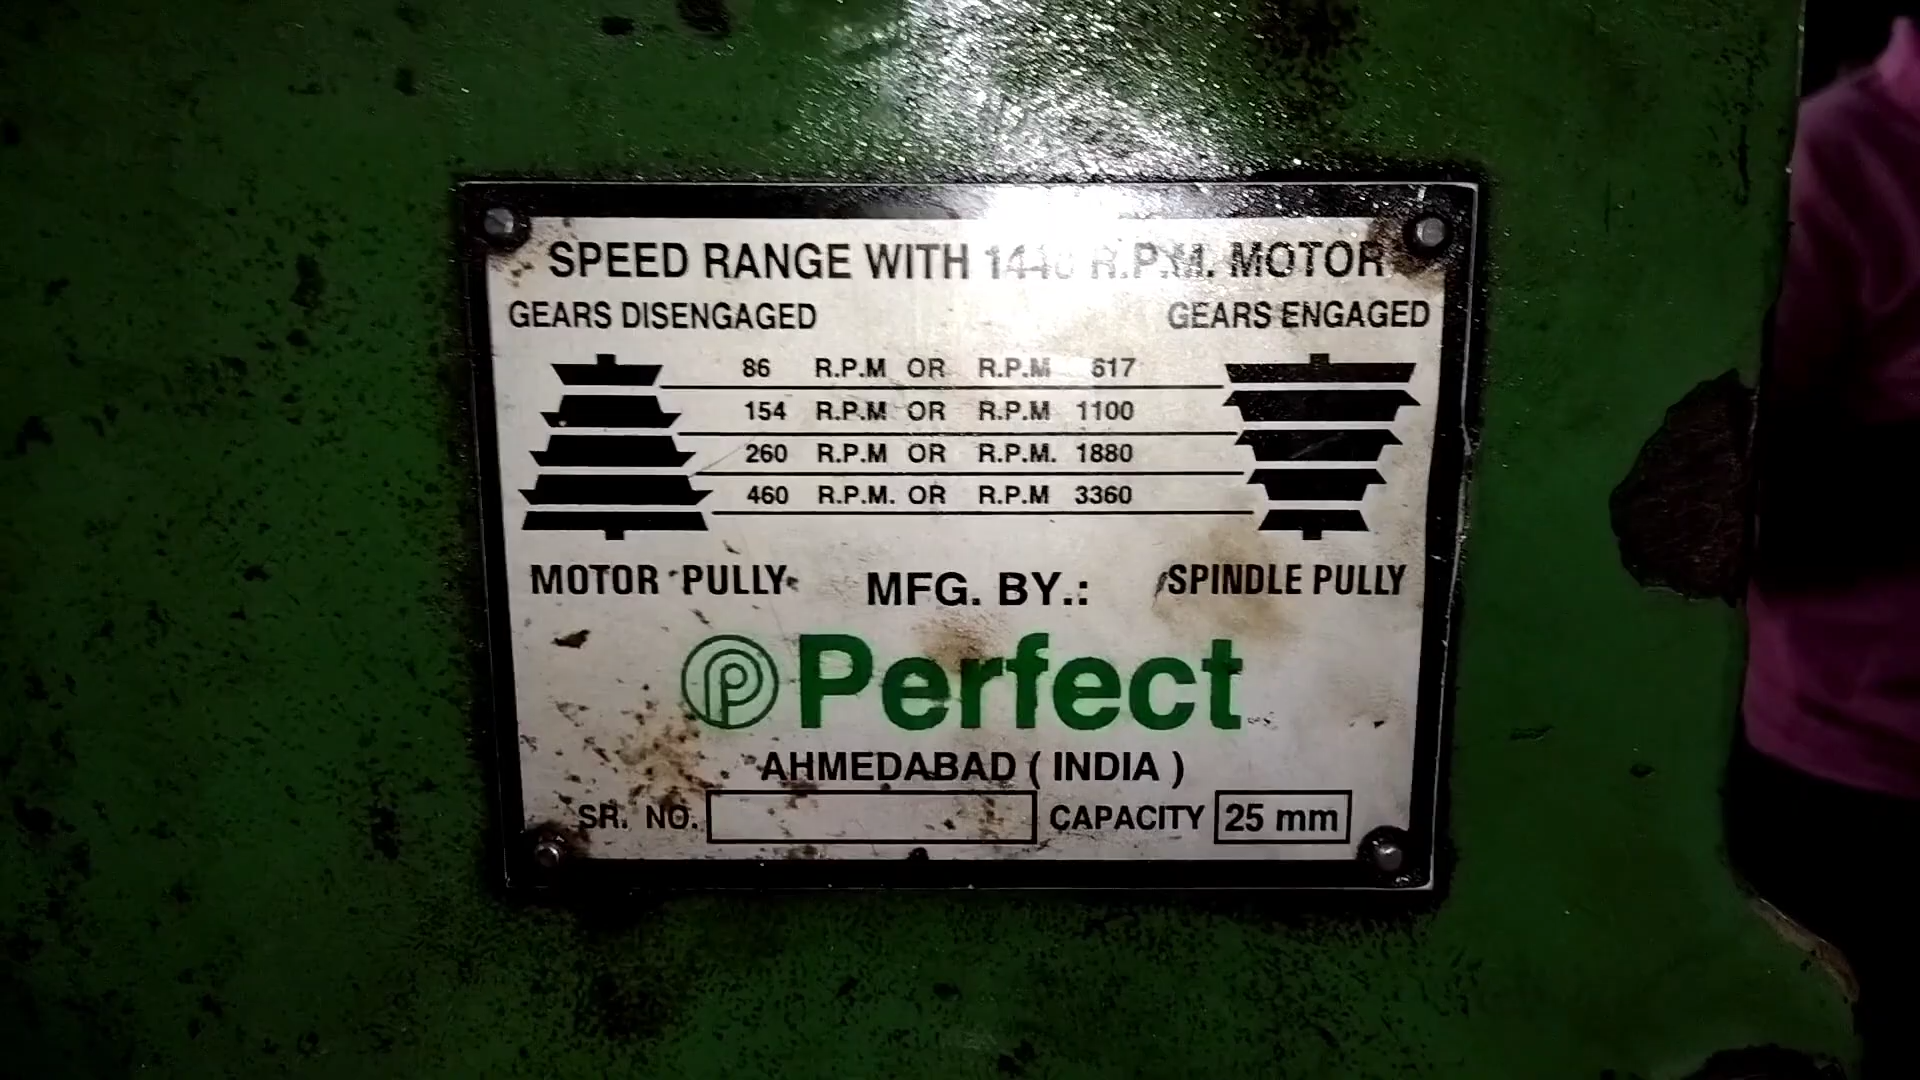 SPEED RANGE WITH 1440 R.P.M. MOTOR
GEARS DISENGAGED GEARS ENGAGED
86 R.P.M OR R.P.M 617
154 R.P.M OR R.P.M 1100
260 R.P.M OR R.P.M. 1880
460 R.P.M. OR R.P.M 3360
MOTOR PULLY MFG. BY.: SPINDLE PULLY
Perfect
AHMEDABAD ( INDIA )
SR. NO. CAPACITY 25 mm